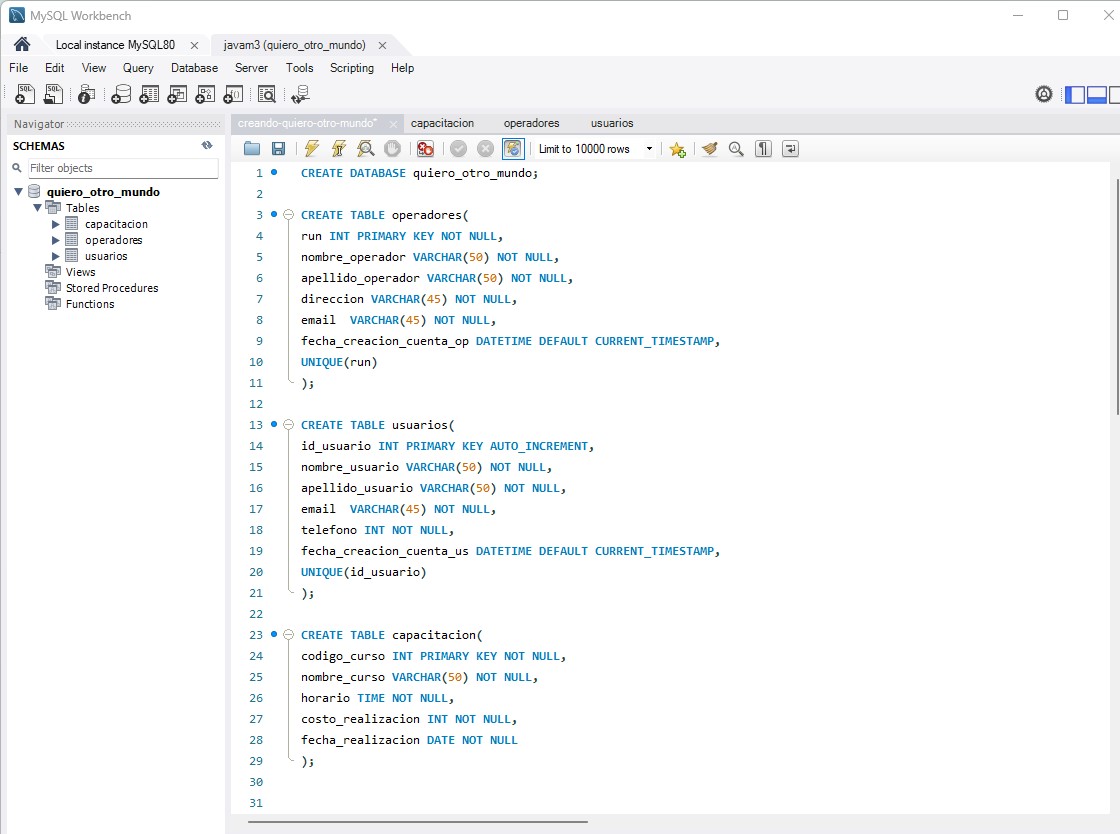 MySQL Workbench
Local instance MySQL80 javam3 (quiero_otro_mundo)
File Edit View Query Database Server Tools Scripting Help
Navigator
SCHEMAS
Filter objects
quiero_otro_mundo
Tables
capacitacion
operadores
usuarios
Views
Stored Procedures
Functions
creando-quiero-otro-mundo* capacitacion operadores usuarios
Limit to 10000 rows
1 CREATE DATABASE quiero_otro_mundo;
2
3 CREATE TABLE operadores(
4 run INT PRIMARY KEY NOT NULL,
5 nombre_operador VARCHAR(50) NOT NULL,
6 apellido_operador VARCHAR(50) NOT NULL,
7 direccion VARCHAR(45) NOT NULL,
8 email  VARCHAR(45) NOT NULL,
9 fecha_creacion_cuenta_op DATETIME DEFAULT CURRENT_TIMESTAMP,
10 UNIQUE(run)
11 );
12
13 CREATE TABLE usuarios(
14 id_usuario INT PRIMARY KEY AUTO_INCREMENT,
15 nombre_usuario VARCHAR(50) NOT NULL,
16 apellido_usuario VARCHAR(50) NOT NULL,
17 email  VARCHAR(45) NOT NULL,
18 telefono INT NOT NULL,
19 fecha_creacion_cuenta_us DATETIME DEFAULT CURRENT_TIMESTAMP,
20 UNIQUE(id_usuario)
21 );
22
23 CREATE TABLE capacitacion(
24 codigo_curso INT PRIMARY KEY NOT NULL,
25 nombre_curso VARCHAR(50) NOT NULL,
26 horario TIME NOT NULL,
27 costo_realizacion INT NOT NULL,
28 fecha_realizacion DATE NOT NULL
29 );
30
31